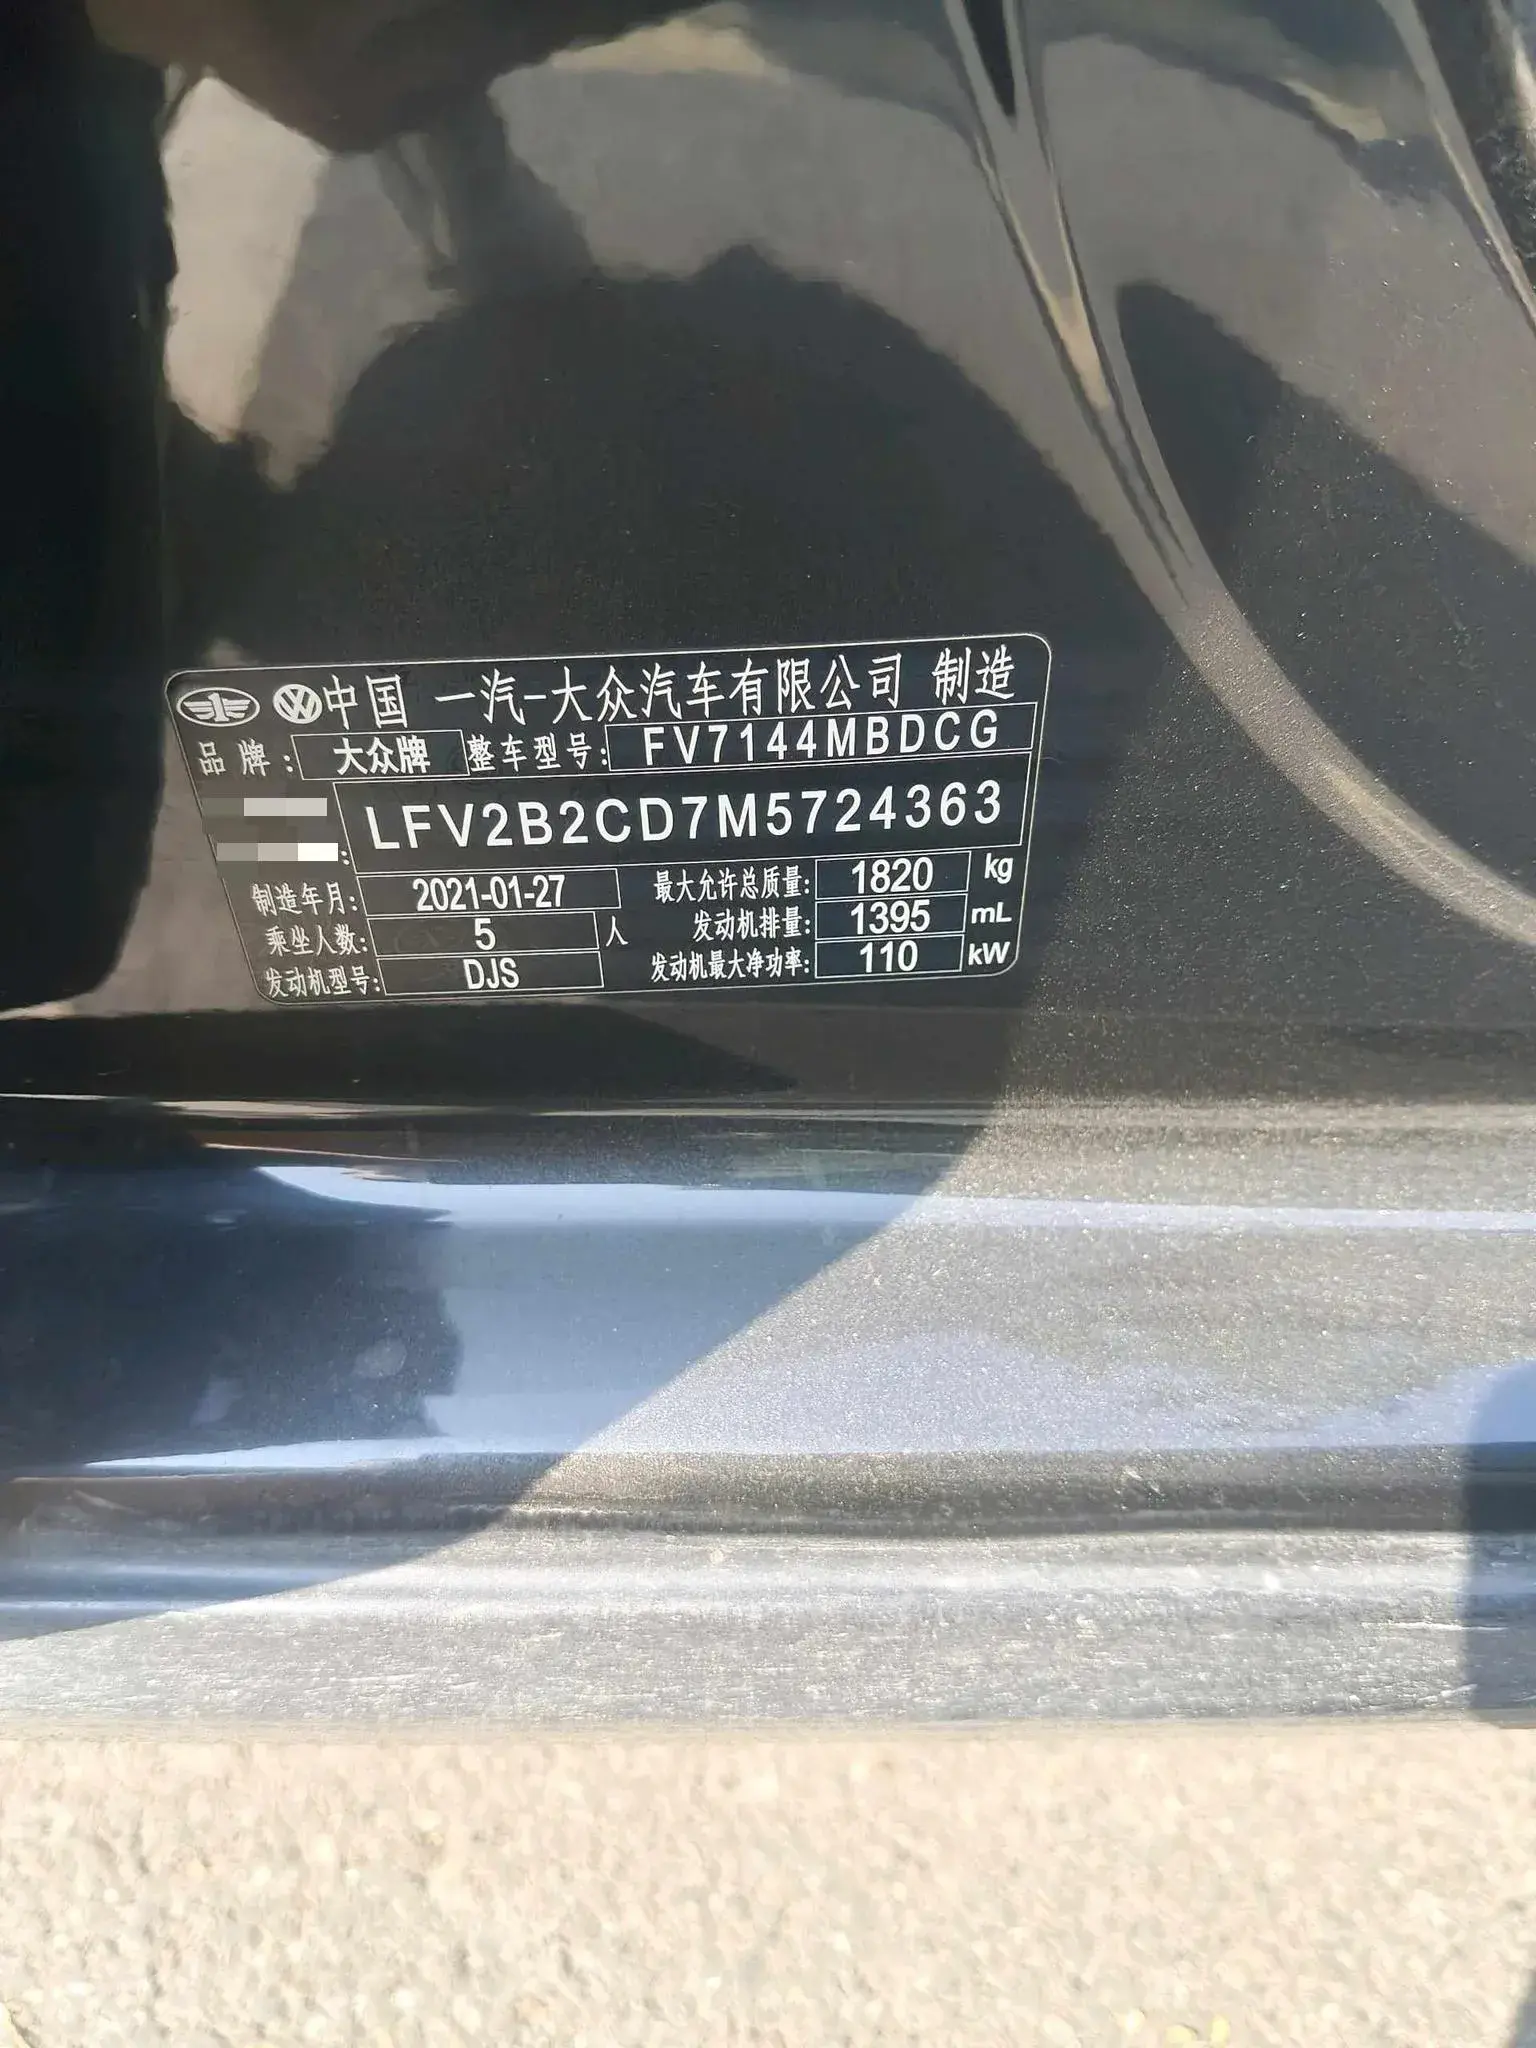 中国 一汽-大众汽车有限公司 制造
品牌: 大众牌 整车型号: FV7144MBDCG
: LFV2B2CD7M5724363
制造年月: 2021-01-27 最大允许总质量: 1820 kg
乘坐人数: 5 人 发动机排量: 1395 mL
发动机型号: DJS 发动机最大净功率: 110 kW